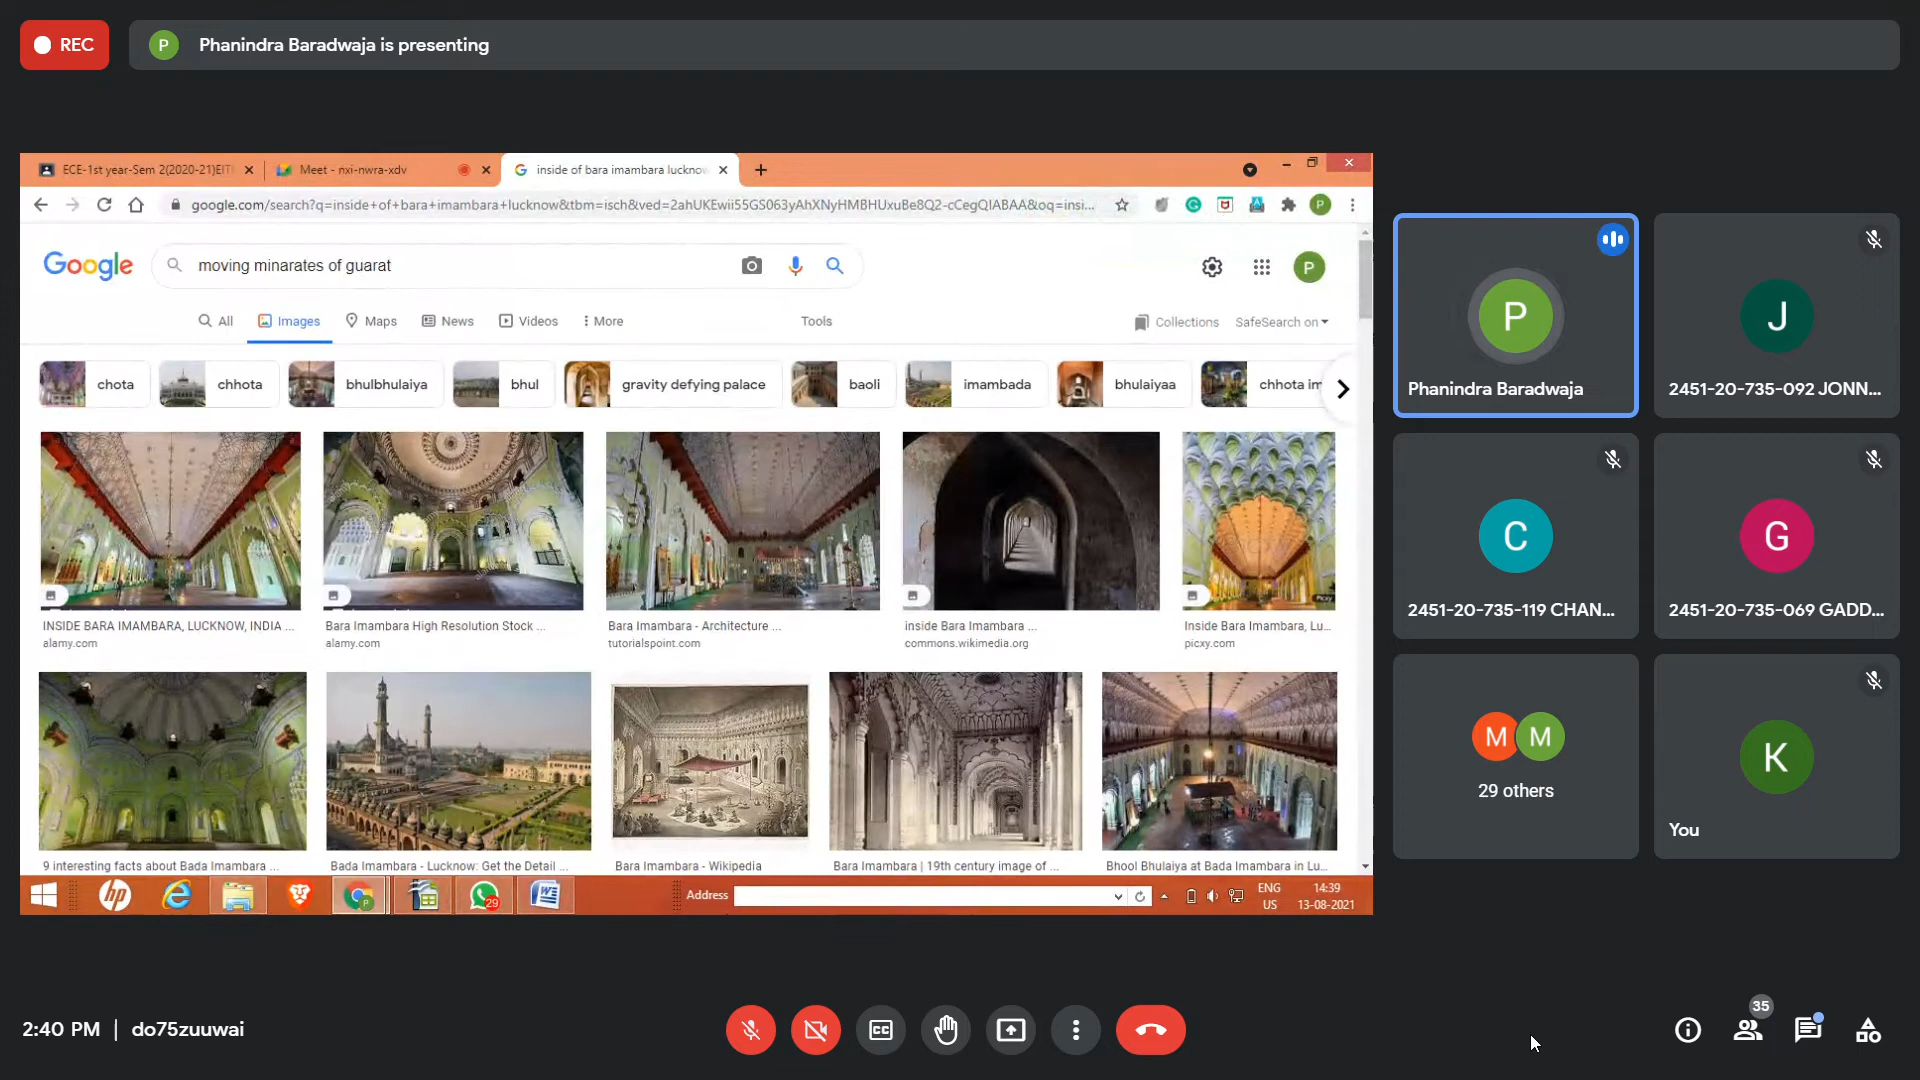 REC
P
Phanindra Baradwaja is presenting
ECE-1st year-Sem 2(2020-21)EIT
Meet - nxi-nwra-xdv
inside of bara imambara lucknow
google.com/search?q=inside+of+bara+imambara+lucknow&tbm=isch&ved=2ahUKEwii55GS063yAhXNyHMBHUxuBe8Q2-cCegQIABAA&oq=insi...
P
Google
moving minarates of guarat
P
All
Images
Maps
News
Videos
More
Tools
Collections
SafeSearch on
chota
chhota
bhulbhulaiya
bhul
gravity defying palace
baoli
imambada
bhulaiyaa
chhota im
INSIDE BARA IMAMBARA, LUCKNOW, INDIA ...
alamy.com
Bara Imambara High Resolution Stock ...
alamy.com
Bara Imambara - Architecture ...
tutorialspoint.com
inside Bara Imambara ...
commons.wikimedia.org
Inside Bara Imambara, Lu...
picxy.com
9 interesting facts about Bada Imambara ...
Bada Imambara - Lucknow: Get the Detail ...
Bara Imambara - Wikipedia
Bara Imambara | 19th century image of ...
Bhool Bhulaiya at Bada Imambara in Lu...
hp
P
29
Address
ENG
US
14:39
13-08-2021
P
Phanindra Baradwaja
J
2451-20-735-092 JONN...
C
2451-20-735-119 CHAN...
G
2451-20-735-069 GADD...
M
M
29 others
K
You
2:40 PM | do75zuuwai
CC
35